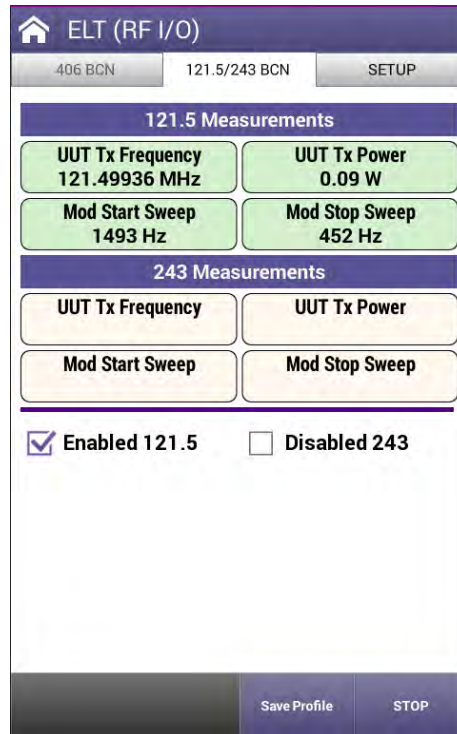 ELT (RF I/O)
406 BCN 121.5/243 BCN SETUP
121.5 Measurements
UUT Tx Frequency UUT Tx Power
121.49936 MHz 0.09 W
Mod Start Sweep Mod Stop Sweep
1493 Hz 452 Hz
243 Measurements
UUT Tx Frequency UUT Tx Power
Mod Start Sweep Mod Stop Sweep
Enabled 121.5 Disabled 243
Save Profile STOP